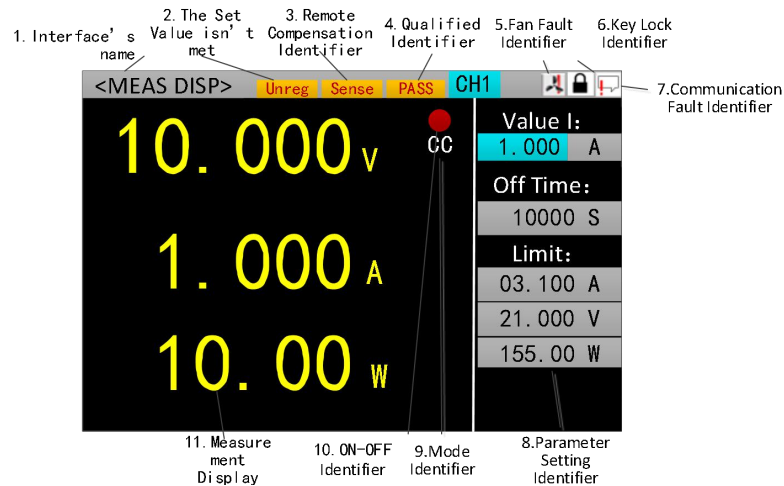 1. Interface's name
2. The Set Value isn't met
3. Remote Compensation Identifier
4. Qualified Identifier
5.Fan Fault Identifier
6.Key Lock Identifier
7.Communication Fault Identifier
<MEAS DISP> Unreg Sense PASS CH1
10.000 V
CC
1.000 A
10.00 W
Value I:
1.000 A
Off Time:
10000 S
Limit:
03.100 A
21.000 V
155.00 W
11. Measure
ment
Display
10. ON-OFF
Identifier
9.Mode
Identifier
8.Parameter
Setting
Identifier